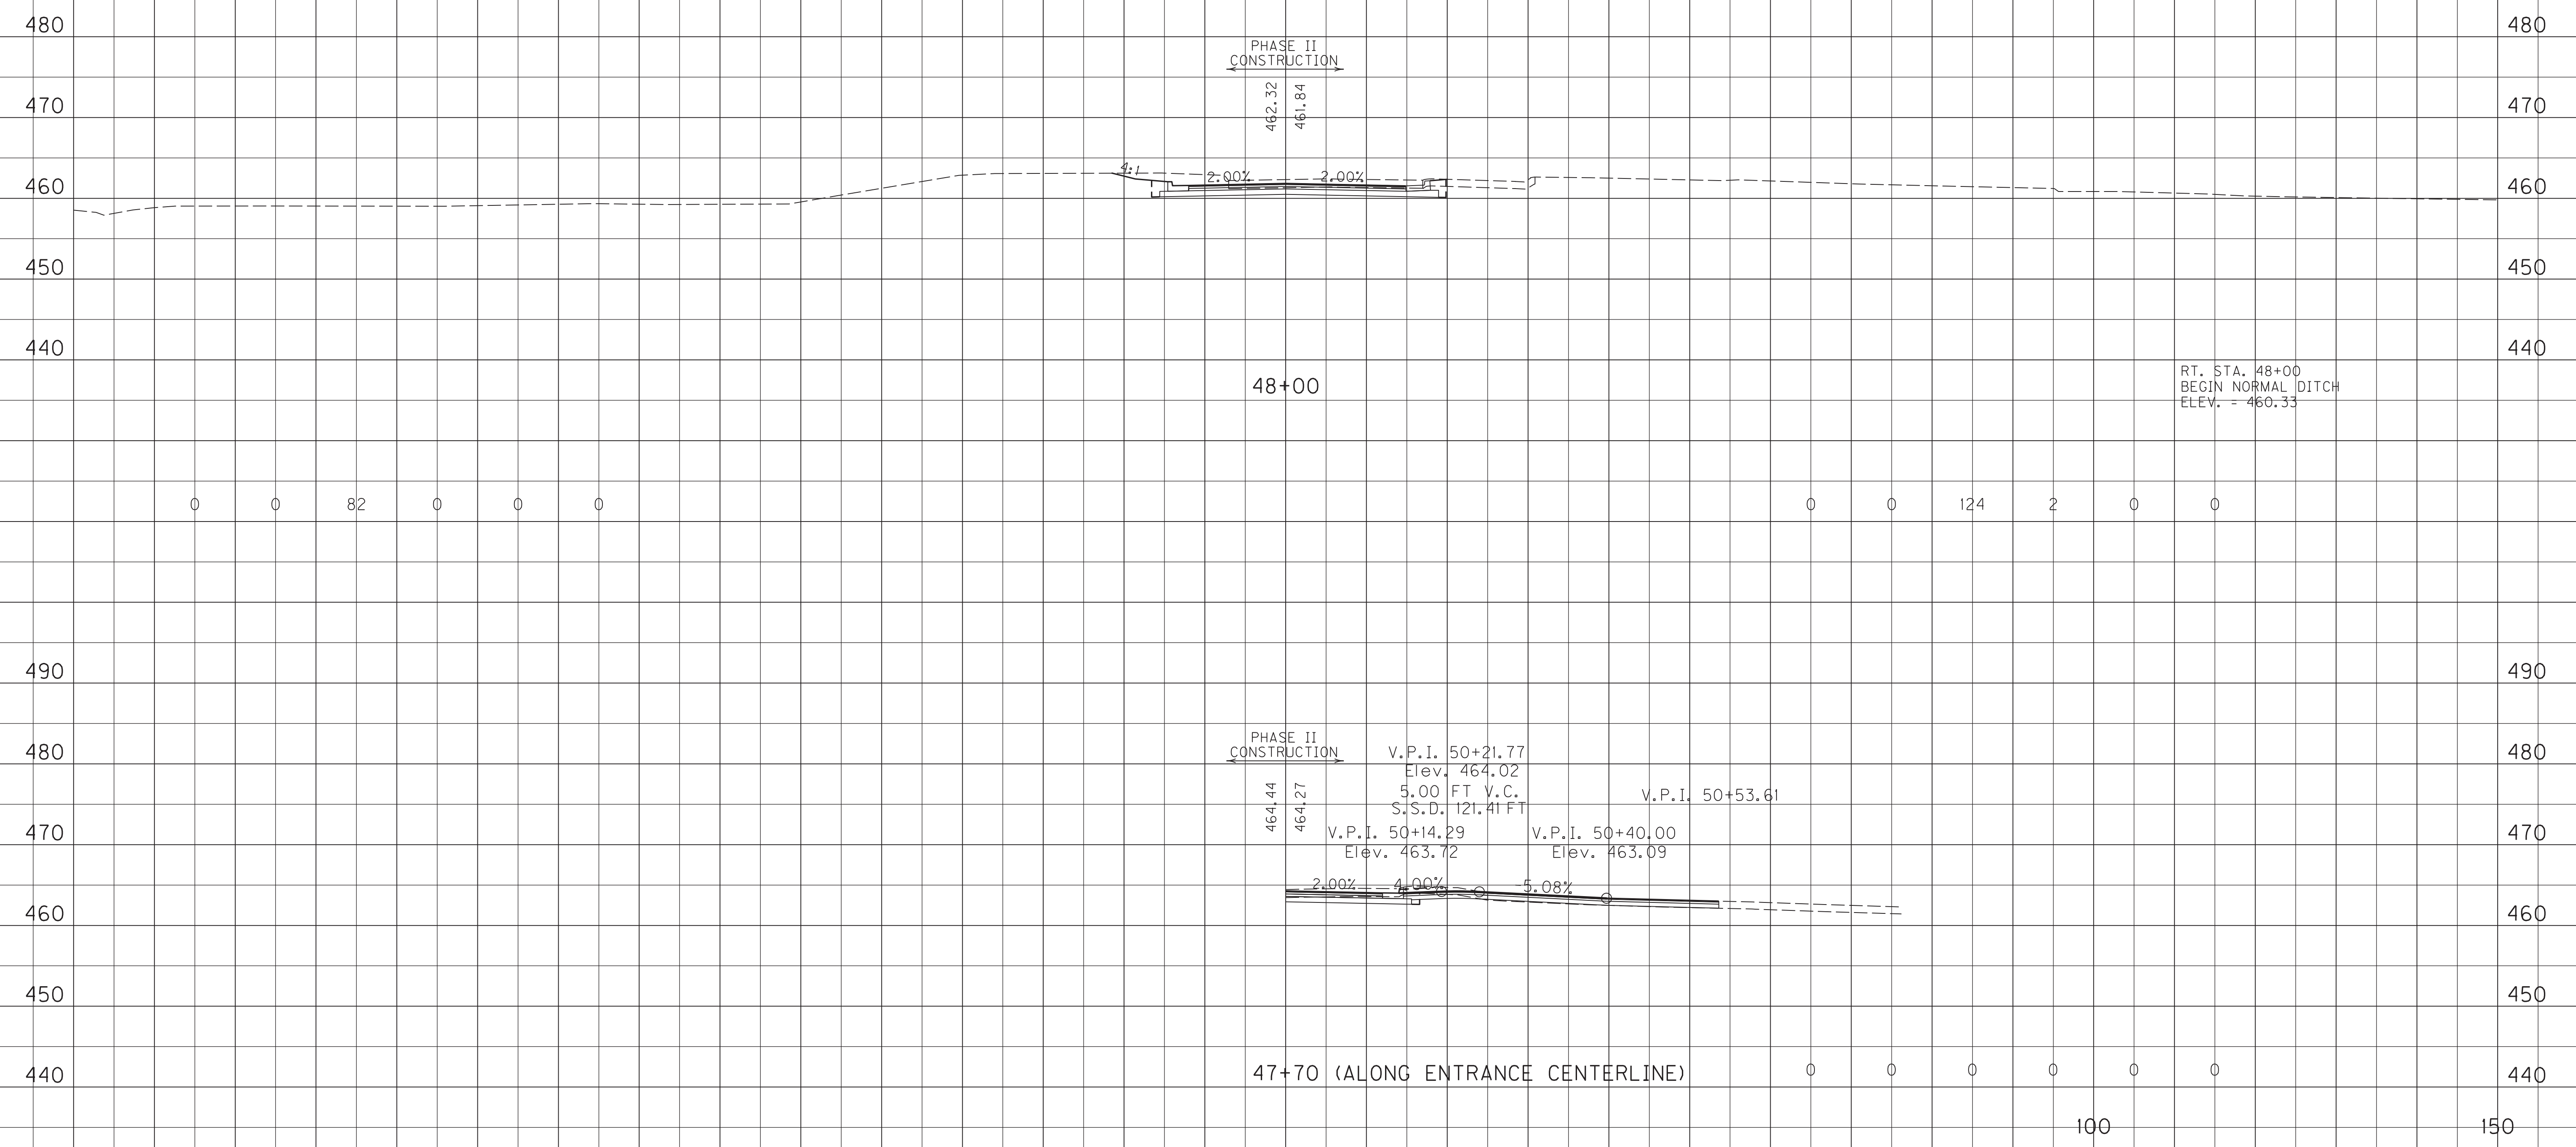 480 480
PHASE II
CONSTRUCTION
470 470
462.32 461.84
4:1
2.00% 2.00%
460 460
450 450
440 440
48+00
RT. STA. 48+00
BEGIN NORMAL DITCH
ELEV. = 460.33
0 0 82 0 0 0 0 0 124 2 0 0
490 490
PHASE II
CONSTRUCTION
480 480
V.P.I. 50+21.77
Elev. 464.02
5.00 FT V.C.
S.S.D. 121.41 FT
V.P.I. 50+53.61
464.44 464.27
470 470
V.P.I. 50+14.29
Elev. 463.72
V.P.I. 50+40.00
Elev. 463.09
2.00% 4.00% -5.08%
460 460
450 450
440 440
47+70 (ALONG ENTRANCE CENTERLINE)
0 0 0 0 0 0
100 150